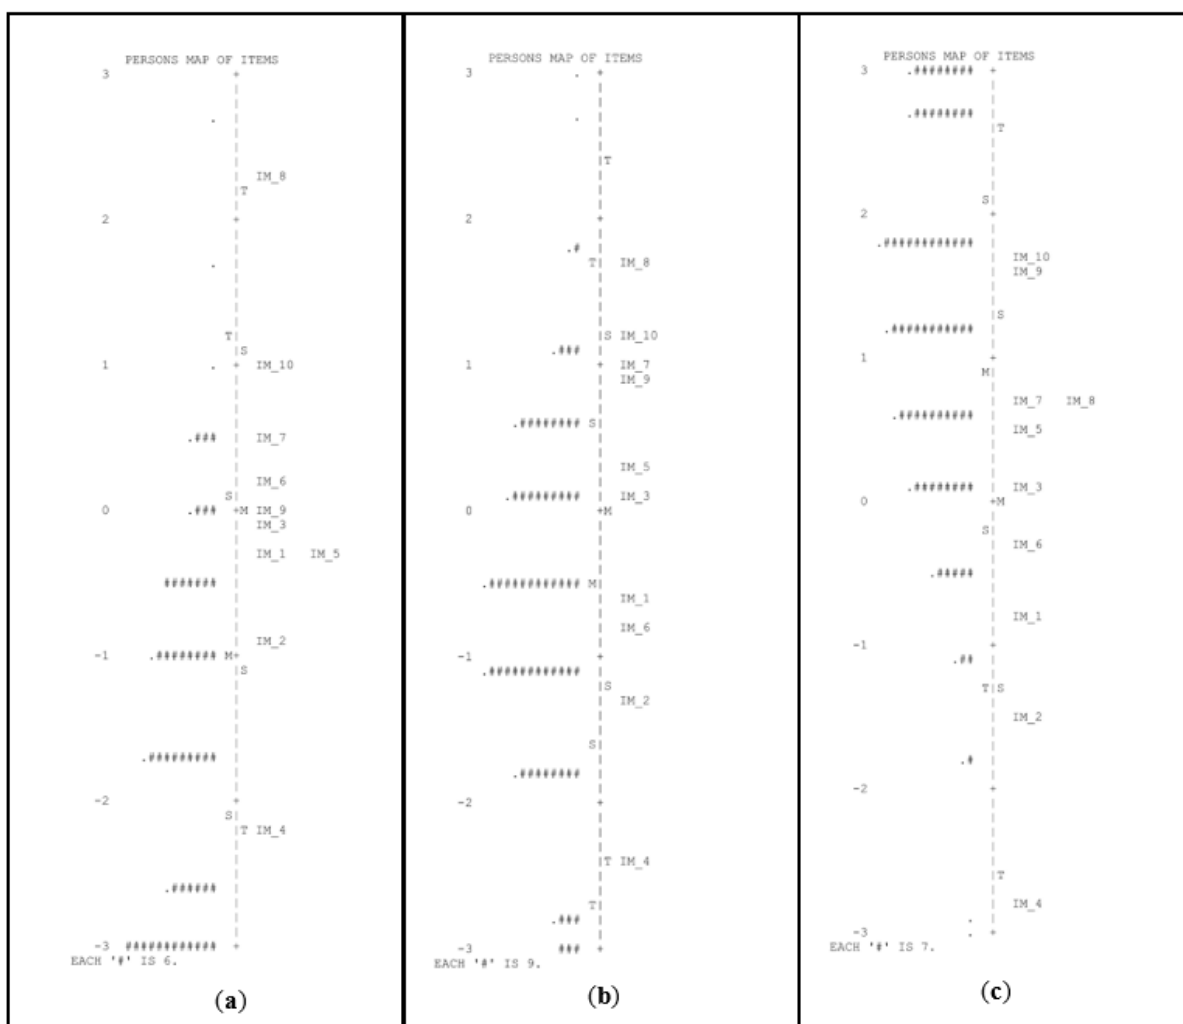 PERSONS MAP OF ITEMS
3 +
. |
| IM_8
|T
2 +
. |
T|
|S
1 . + IM_10
.### | IM_7
| IM_6
S|
0 .### +M IM_9
| IM_3
| IM_1 IM_5
####### |
| IM_2
-1 .######## M+
|S
.######### |
-2 +
S|
|T IM_4
.###### |
-3 ############ +
EACH '#' IS 6.
(a)
PERSONS MAP OF ITEMS
3 . +
. |
|T
2 +
.# |
T| IM_8
|S IM_10
.### |
1 + IM_7
| IM_9
.######## S|
| IM_5
.######### | IM_3
0 +M
.############ M|
| IM_1
| IM_6
-1 +
.############ |
|S
| IM_2
S|
.######## |
-2 +
|T IM_4
T|
.### |
-3 ### +
EACH '#' IS 9.
(b)
PERSONS MAP OF ITEMS
3 .######## +
.######## |
|T
S|
2 +
.############ |
| IM_10
| IM_9
|S
.########### |
1 +
M|
| IM_7 IM_8
.########## |
| IM_5
.######## | IM_3
0 +M
S|
| IM_6
.##### |
| IM_1
-1 +
.## |
T|S
| IM_2
.# |
-2 +
|T
| IM_4
. |
-3 . +
EACH '#' IS 7.
(c)